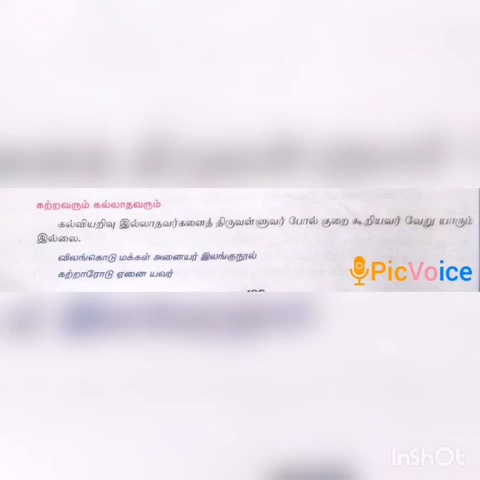 கற்றவரும் கல்லாதவரும்
கல்வியறிவு இல்லாதவர்களைத் திருவள்ளுவர் போல் குறை கூறியவர் வேறு யாரும்
இல்லை.
விலங்கொடு மக்கள் அனையர் இலங்குநூல்
கற்றாரோடு ஏனை யவர்
PicVoice
InShOt